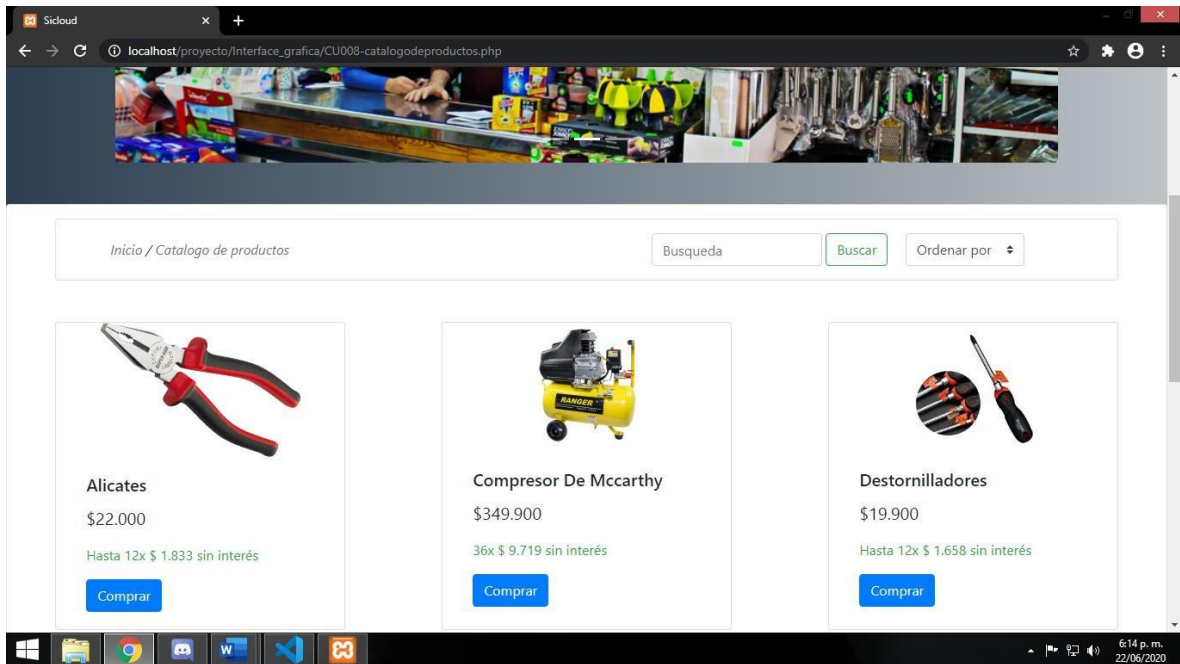 Sicloud
localhost/proyecto/Interface_grafica/CU008-catalogodeproductos.php
Inicio / Catalogo de productos
Busqueda
Buscar
Ordenar por
RANGER
Alicates
$22.000
Hasta 12x $ 1.833 sin interés
Comprar
Compresor De Mccarthy
$349.900
36x $ 9.719 sin interés
Comprar
Destornilladores
$19.900
Hasta 12x $ 1.658 sin interés
Comprar
6:14 p. m.
22/06/2020